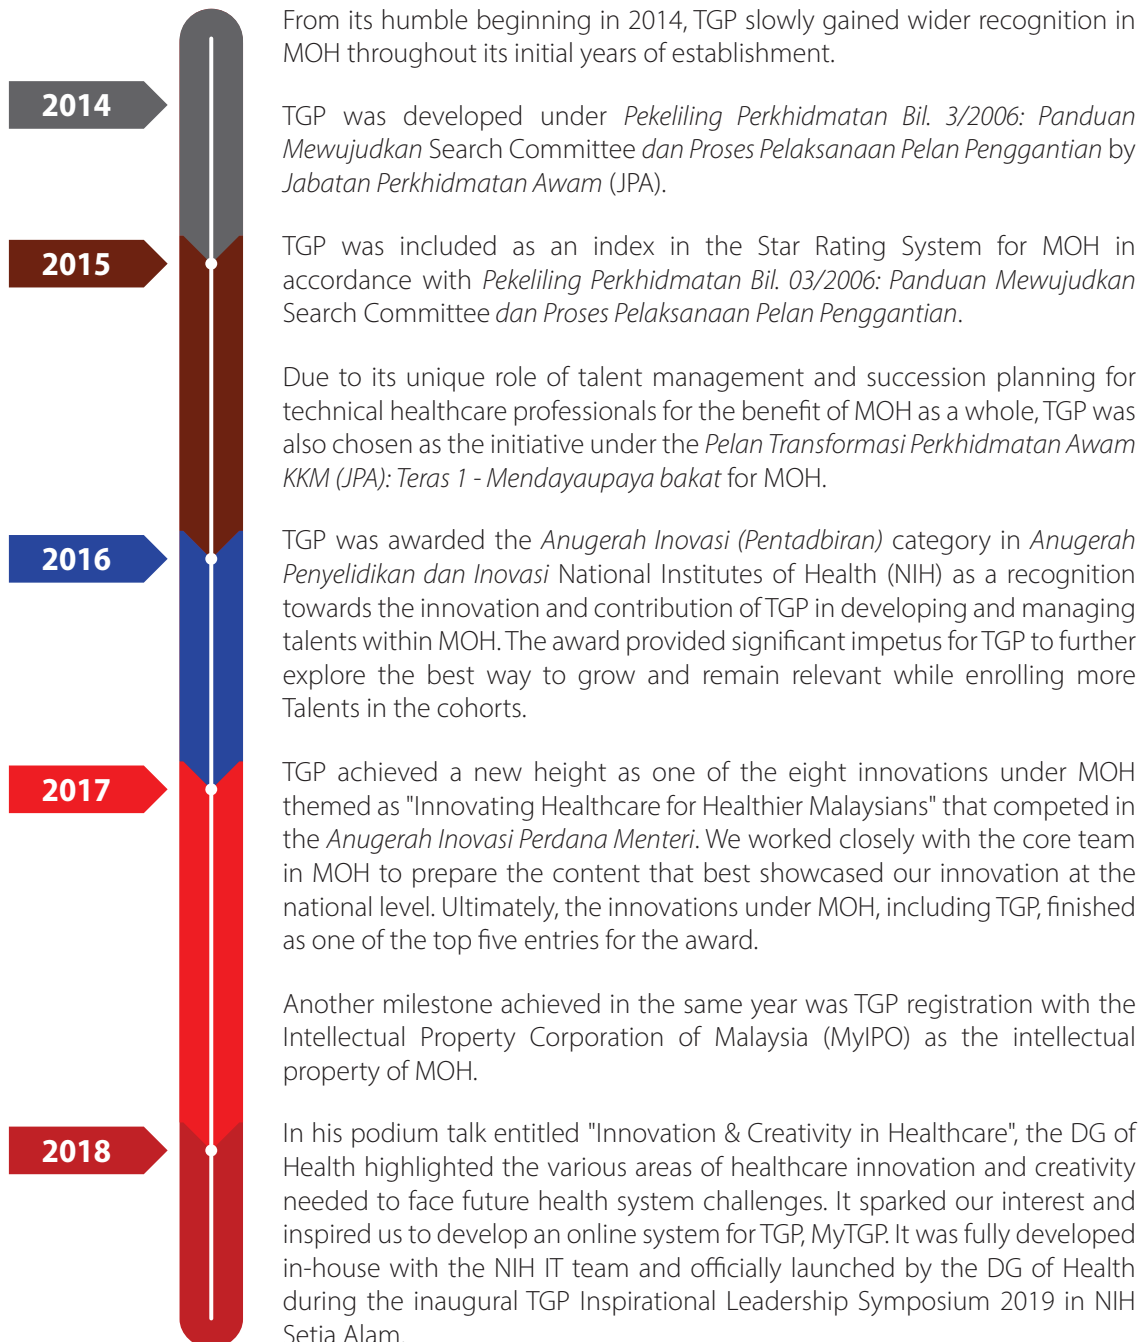 From its humble beginning in 2014, TGP slowly gained wider recognition in
MOH throughout its initial years of establishment.
2014
TGP was developed under Pekeliling Perkhidmatan Bil. 3/2006: Panduan
Mewujudkan Search Committee dan Proses Pelaksanaan Pelan Penggantian by
Jabatan Perkhidmatan Awam (JPA).
2015
TGP was included as an index in the Star Rating System for MOH in
accordance with Pekeliling Perkhidmatan Bil. 03/2006: Panduan Mewujudkan
Search Committee dan Proses Pelaksanaan Pelan Penggantian.
Due to its unique role of talent management and succession planning for
technical healthcare professionals for the benefit of MOH as a whole, TGP was
also chosen as the initiative under the Pelan Transformasi Perkhidmatan Awam
KKM (JPA): Teras 1 - Mendayaupaya bakat for MOH.
2016
TGP was awarded the Anugerah Inovasi (Pentadbiran) category in Anugerah
Penyelidikan dan Inovasi National Institutes of Health (NIH) as a recognition
towards the innovation and contribution of TGP in developing and managing
talents within MOH. The award provided significant impetus for TGP to further
explore the best way to grow and remain relevant while enrolling more
Talents in the cohorts.
2017
TGP achieved a new height as one of the eight innovations under MOH
themed as "Innovating Healthcare for Healthier Malaysians" that competed in
the Anugerah Inovasi Perdana Menteri. We worked closely with the core team
in MOH to prepare the content that best showcased our innovation at the
national level. Ultimately, the innovations under MOH, including TGP, finished
as one of the top five entries for the award.
Another milestone achieved in the same year was TGP registration with the
Intellectual Property Corporation of Malaysia (MyIPO) as the intellectual
property of MOH.
2018
In his podium talk entitled "Innovation & Creativity in Healthcare", the DG of
Health highlighted the various areas of healthcare innovation and creativity
needed to face future health system challenges. It sparked our interest and
inspired us to develop an online system for TGP, MyTGP. It was fully developed
in-house with the NIH IT team and officially launched by the DG of Health
during the inaugural TGP Inspirational Leadership Symposium 2019 in NIH
Setia Alam.